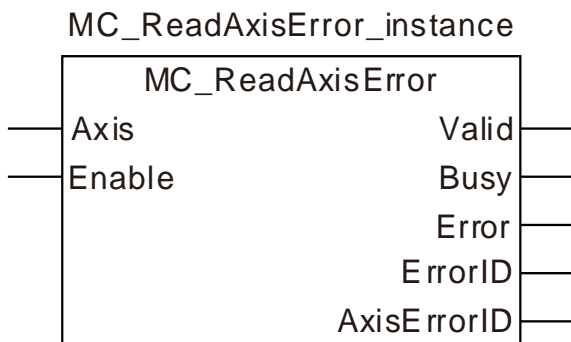 MC_ReadAxisError_instance
MC_ReadAxisError
Axis Valid
Enable Busy
Error
ErrorID
AxisErrorID